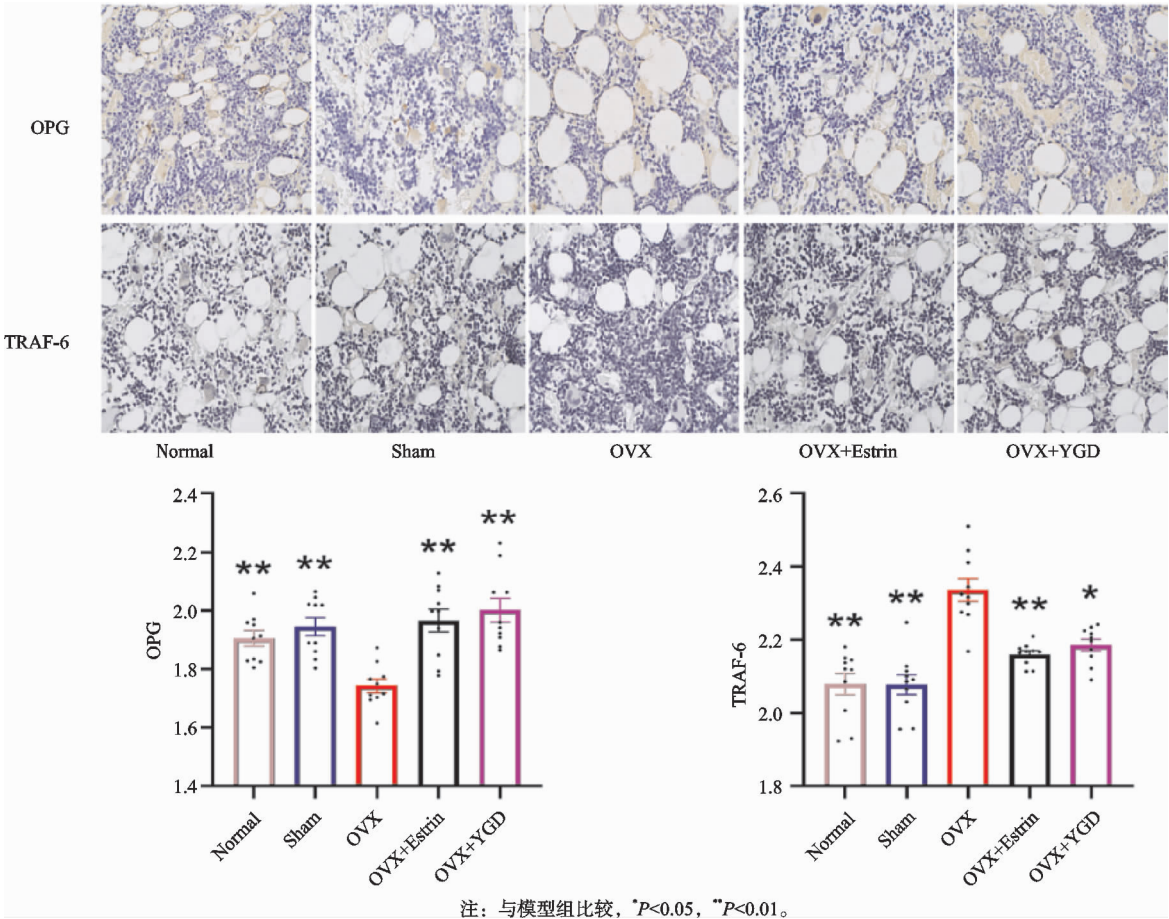 OPG
TRAF-6
Normal Sham OVX OVX+Estrin OVX+YGD
2.4
2.2
2.0
1.8
1.6
1.4
OPG
** ** ** **
Normal Sham OVX OVX+Estrin OVX+YGD
2.6
2.4
2.2
2.0
1.8
TRAF-6
** ** ** *
Normal Sham OVX OVX+Estrin OVX+YGD
注：与模型组比较，*P<0.05，**P<0.01。